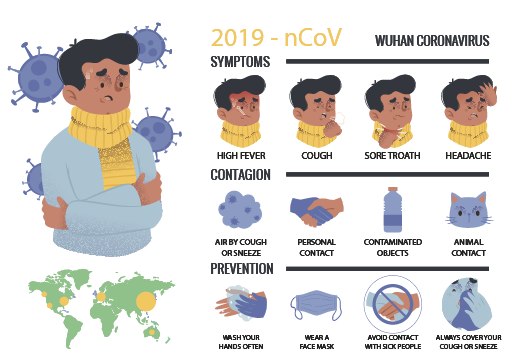 2019 - nCoV
WUHAN CORONAVIRUS
SYMPTOMS
HIGH FEVER
COUGH
SORE TROATH
HEADACHE
CONTAGION
AIR BY COUGH
OR SNEEZE
PERSONAL
CONTACT
CONTAMINATED
OBJECTS
ANIMAL
CONTACT
PREVENTION
WASH YOUR
HANDS OFTEN
WEAR A
FACE MASK
AVOID CONTACT
WITH SICK PEOPLE
ALWAYS COVER YOUR
COUGH OR SNEEZE